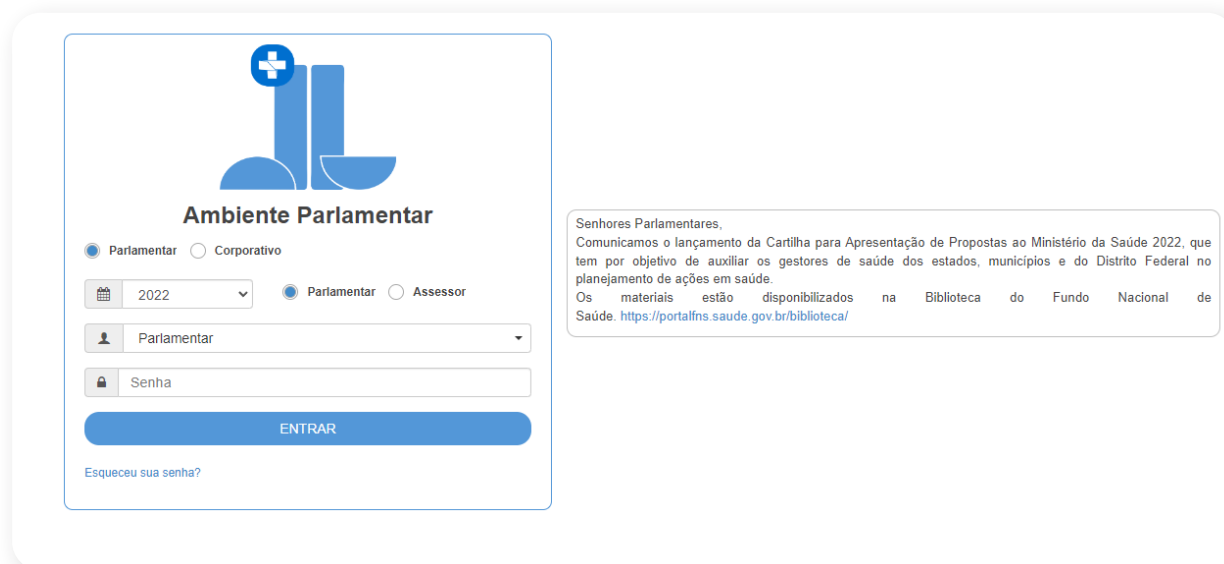 Ambiente Parlamentar
Parlamentar Corporativo
2022 Parlamentar Assessor
Parlamentar
Senha
ENTRAR
Esqueceu sua senha?
Senhores Parlamentares,
Comunicamos o lançamento da Cartilha para Apresentação de Propostas ao Ministério da Saúde 2022, que
tem por objetivo de auxiliar os gestores de saúde dos estados, municípios e do Distrito Federal no
planejamento de ações em saúde.
Os materiais estão disponibilizados na Biblioteca do Fundo Nacional de
Saúde. https://portalfns.saude.gov.br/biblioteca/